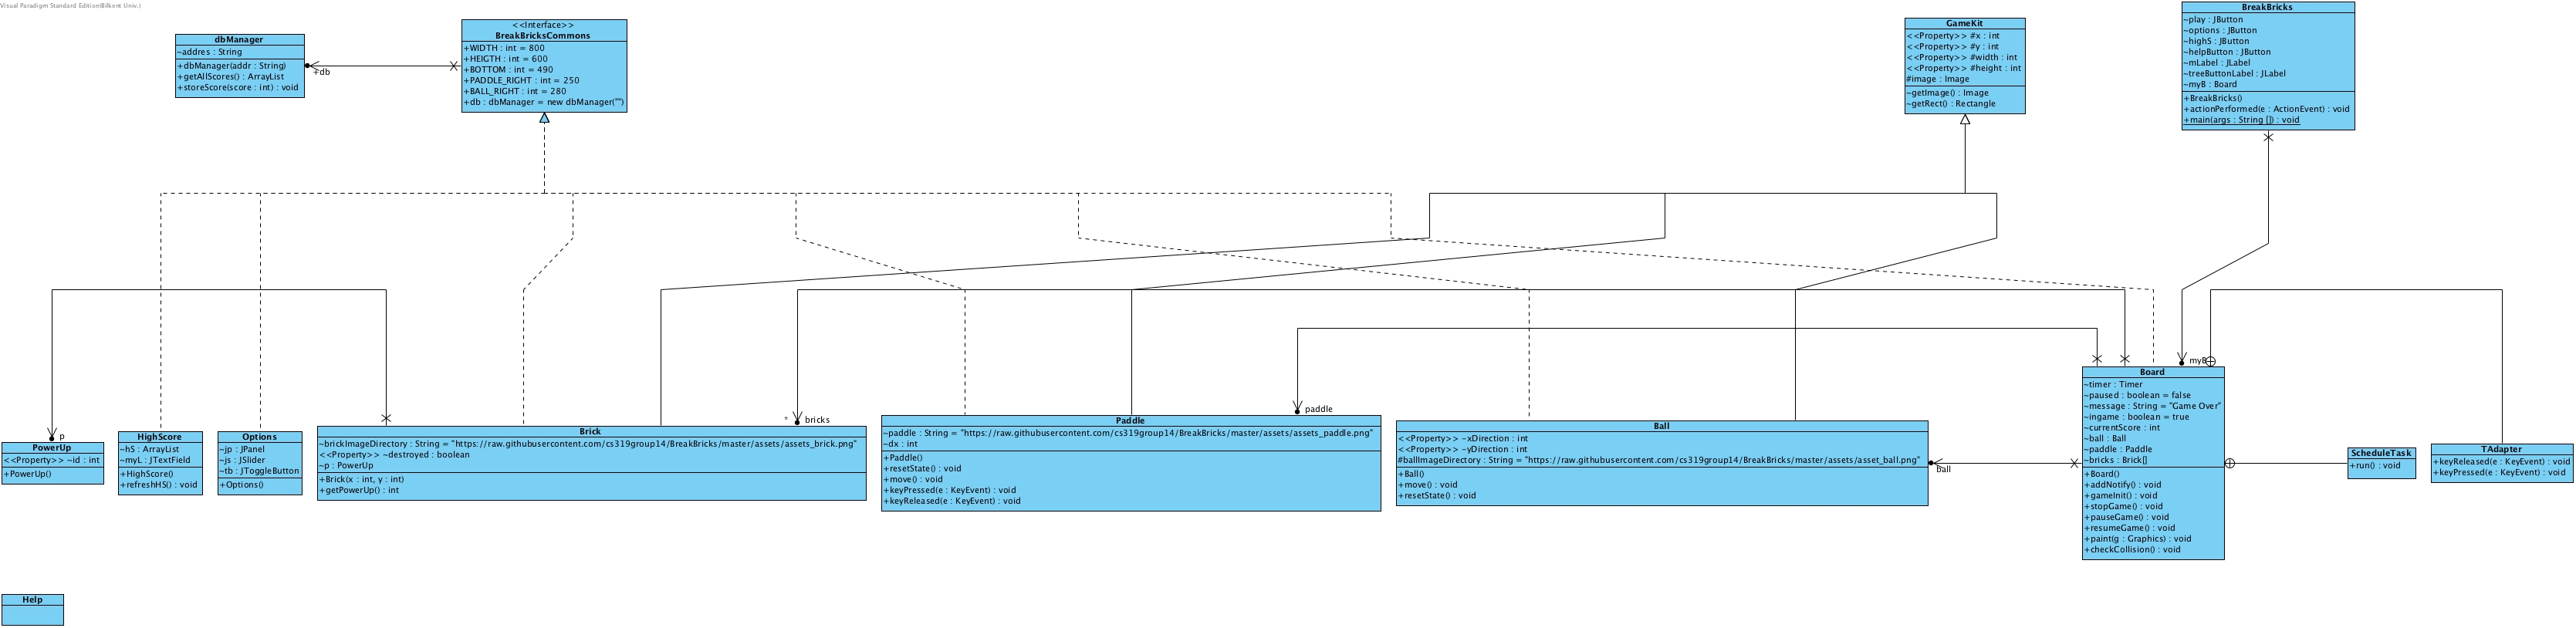 Visual Paradigm Standard Edition(Bilkent Univ.)
dbManager
~addres : String
+dbManager(addr : String)
+getAllScores() : ArrayList
+storeScore(score : int) : void
+db
<<Interface>>
BreakBricksCommons
+WIDTH : int = 800
+HEIGTH : int = 600
+BOTTOM : int = 490
+PADDLE_RIGHT : int = 250
+BALL_RIGHT : int = 280
+db : dbManager = new dbManager("")
GameKit
<<Property>> #x : int
<<Property>> #y : int
<<Property>> #width : int
<<Property>> #height : int
#image : Image
~getImage() : Image
~getRect() : Rectangle
BreakBricks
~play : JButton
~options : JButton
~highS : JButton
~helpButton : JButton
~mLabel : JLabel
~treeButtonLabel : JLabel
~myB : Board
+BreakBricks()
+actionPerformed(e : ActionEvent) : void
+main(args : String []) : void
p
PowerUp
<<Property>> ~id : int
+PowerUp()
HighScore
~hS : ArrayList
~myL : JTextField
+HighScore()
+refreshHS() : void
Options
~jp : JPanel
~js : JSlider
~tb : JToggleButton
+Options()
Brick
~brickImageDirectory : String = "https://raw.githubusercontent.com/cs319group14/BreakBricks/master/assets/assets_brick.png"
<<Property>> ~destroyed : boolean
~p : PowerUp
+Brick(x : int, y : int)
+getPowerUp() : int
* bricks
Paddle
~paddle : String = "https://raw.githubusercontent.com/cs319group14/BreakBricks/master/assets/assets_paddle.png"
~dx : int
+Paddle()
+resetState() : void
+move() : void
+keyPressed(e : KeyEvent) : void
+keyReleased(e : KeyEvent) : void
paddle
Ball
<<Property>> -xDirection : int
<<Property>> -yDirection : int
#ballImageDirectory : String = "https://raw.githubusercontent.com/cs319group14/BreakBricks/master/assets/asset_ball.png"
+Ball()
+move() : void
+resetState() : void
ball
myB
Board
~timer : Timer
~paused : boolean = false
~message : String = "Game Over"
~ingame : boolean = true
~currentScore : int
~ball : Ball
~paddle : Paddle
~bricks : Brick[]
+Board()
+addNotify() : void
+gameInit() : void
+stopGame() : void
+pauseGame() : void
+resumeGame() : void
+paint(g : Graphics) : void
+checkCollision() : void
ScheduleTask
+run() : void
TAdapter
+keyReleased(e : KeyEvent) : void
+keyPressed(e : KeyEvent) : void
Help